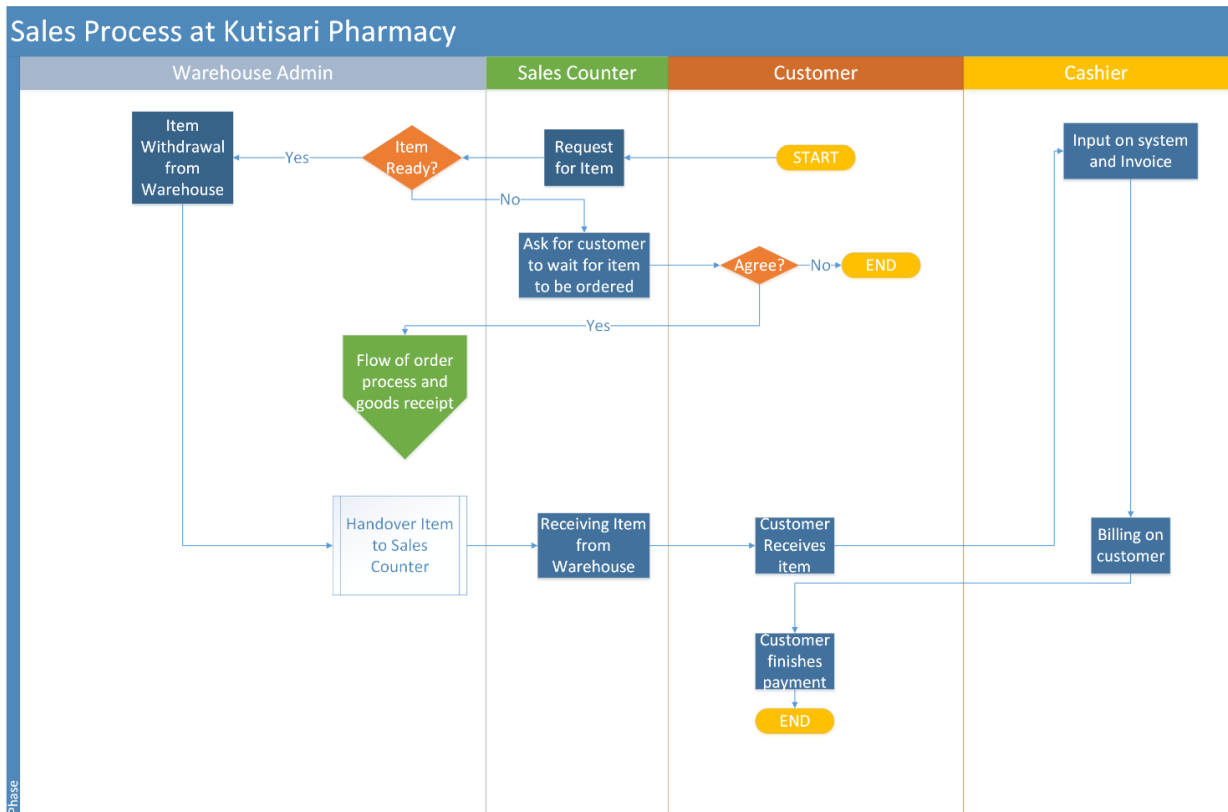 Sales Process at Kutisari Pharmacy
Warehouse Admin
Sales Counter
Customer
Cashier
Item
Withdrawal
from
Warehouse
Yes
Item
Ready?
Request
for Item
START
Input on system
and Invoice
No
Ask for customer
to wait for item
to be ordered
Agree?
No
END
Yes
Flow of order
process and
goods receipt
Handover Item
to Sales
Counter
Receiving Item
from
Warehouse
Customer
Receives
item
Billing on
customer
Customer
finishes
payment
END
Phase